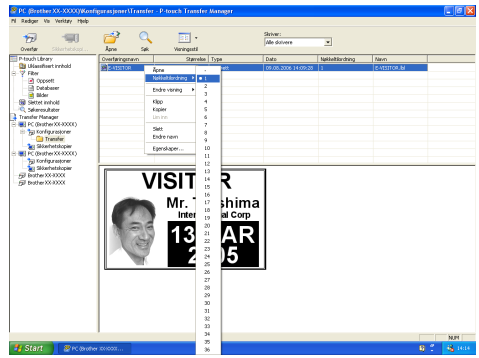 PC (Brother XX-XXXX)\Konfigurasjoner\Transfer - P-touch Transfer Manager
Fil Rediger Vis Verktøy Hjelp
Overfør Sikkerhetskop... Åpne Søk Visningsstil
Skriver:
Alle skrivere
P-touch Library
Uklassifisert innhold
Filter
Oppsett
Databaser
Bilder
Slettet innhold
Søkeresultater
Transfer Manager
PC (Brother XX-XXXX)
Konfigurasjoner
Transfer
Sikkerhetskopier
PC (Brother XX-XXXX)
Konfigurasjoner
Sikkerhetskopier
Brother XX-XXXX
Brother XX-XXXX
Overføringsnavn Størrelse Type Dato Nøkkeltilordning Navn
E-VISITOR 09.08.2006 14:09:28 1 E-VISITOR.lbl
Åpne
Nøkkeltilordning
Endre visning
Klipp
Kopier
Lim inn
Slett
Endre navn
Egenskaper...
1
2
3
4
5
6
7
8
9
10
11
12
13
14
15
16
17
18
19
20
21
22
23
24
25
26
27
28
29
30
31
32
33
34
35
36
VISIT R
Mr. T shima
Inter al Corp
13 AR
2 05
NUM
Start PC (Brother XX-XXXX)... 14:14